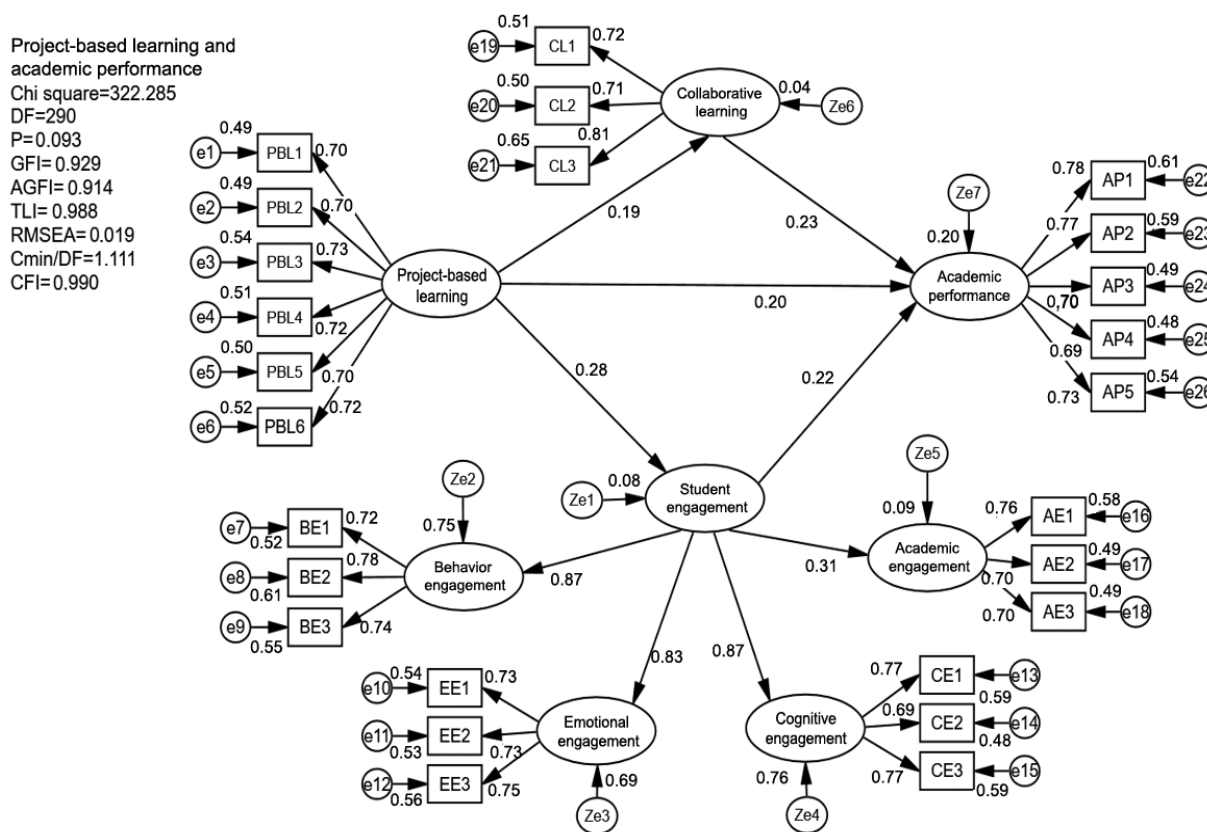 Project-based learning and
academic performance
Chi square=322.285
DF=290
P=0.093
GFI=0.929
AGFI= 0.914
TLI= 0.988
RMSEA= 0.019
Cmin/DF=1.111
CFI=0.990
e19 0.51 CL1 0.72
e20 0.50 CL2 0.71
e21 0.65 CL3 0.81
Collaborative
learning
0.04 Ze6
e1 0.49 PBL1 0.70
e2 0.49 PBL2 0.70
e3 0.54 PBL3 0.73
e4 0.51 PBL4 0.72
e5 0.50 PBL5 0.70
e6 0.52 PBL6 0.72
Project-based
learning
0.19
0.23
0.20
0.28
0.22
Ze7
0.20
Academic
performance
0.78 AP1 0.61 e22
0.77 AP2 0.59 e23
0,70 AP3 0.49 e24
0.69 AP4 0.48 e25
0.73 AP5 0.54 e26
Ze1 0.08
Student
engagement
Ze2
0.75
e7 0.52 BE1 0.72
e8 0.61 BE2 0.78
e9 0.55 BE3 0.74
Behavior
engagement
0.87
0.83
0.87
0.31
Ze5
0.09
Academic
engagement
0.76 AE1 0.58 e16
0.70 AE2 0.49 e17
0.70 AE3 0.49 e18
e10 0.54 EE1 0.73
e11 0.53 EE2 0.73
e12 0.56 EE3 0.75
Emotional
engagement
0.69
Ze3
Cognitive
engagement
0.76
Ze4
0.77 CE1 0.59 e13
0.69 CE2 0.48 e14
0.77 CE3 0.59 e15